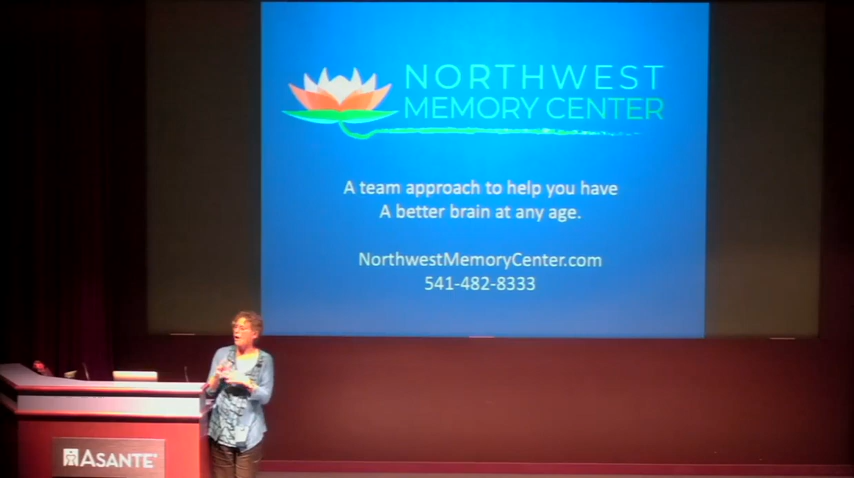 NORTHWEST
MEMORY CENTER
A team approach to help you have
A better brain at any age.
NorthwestMemoryCenter.com
541-482-8333
ASANTE®